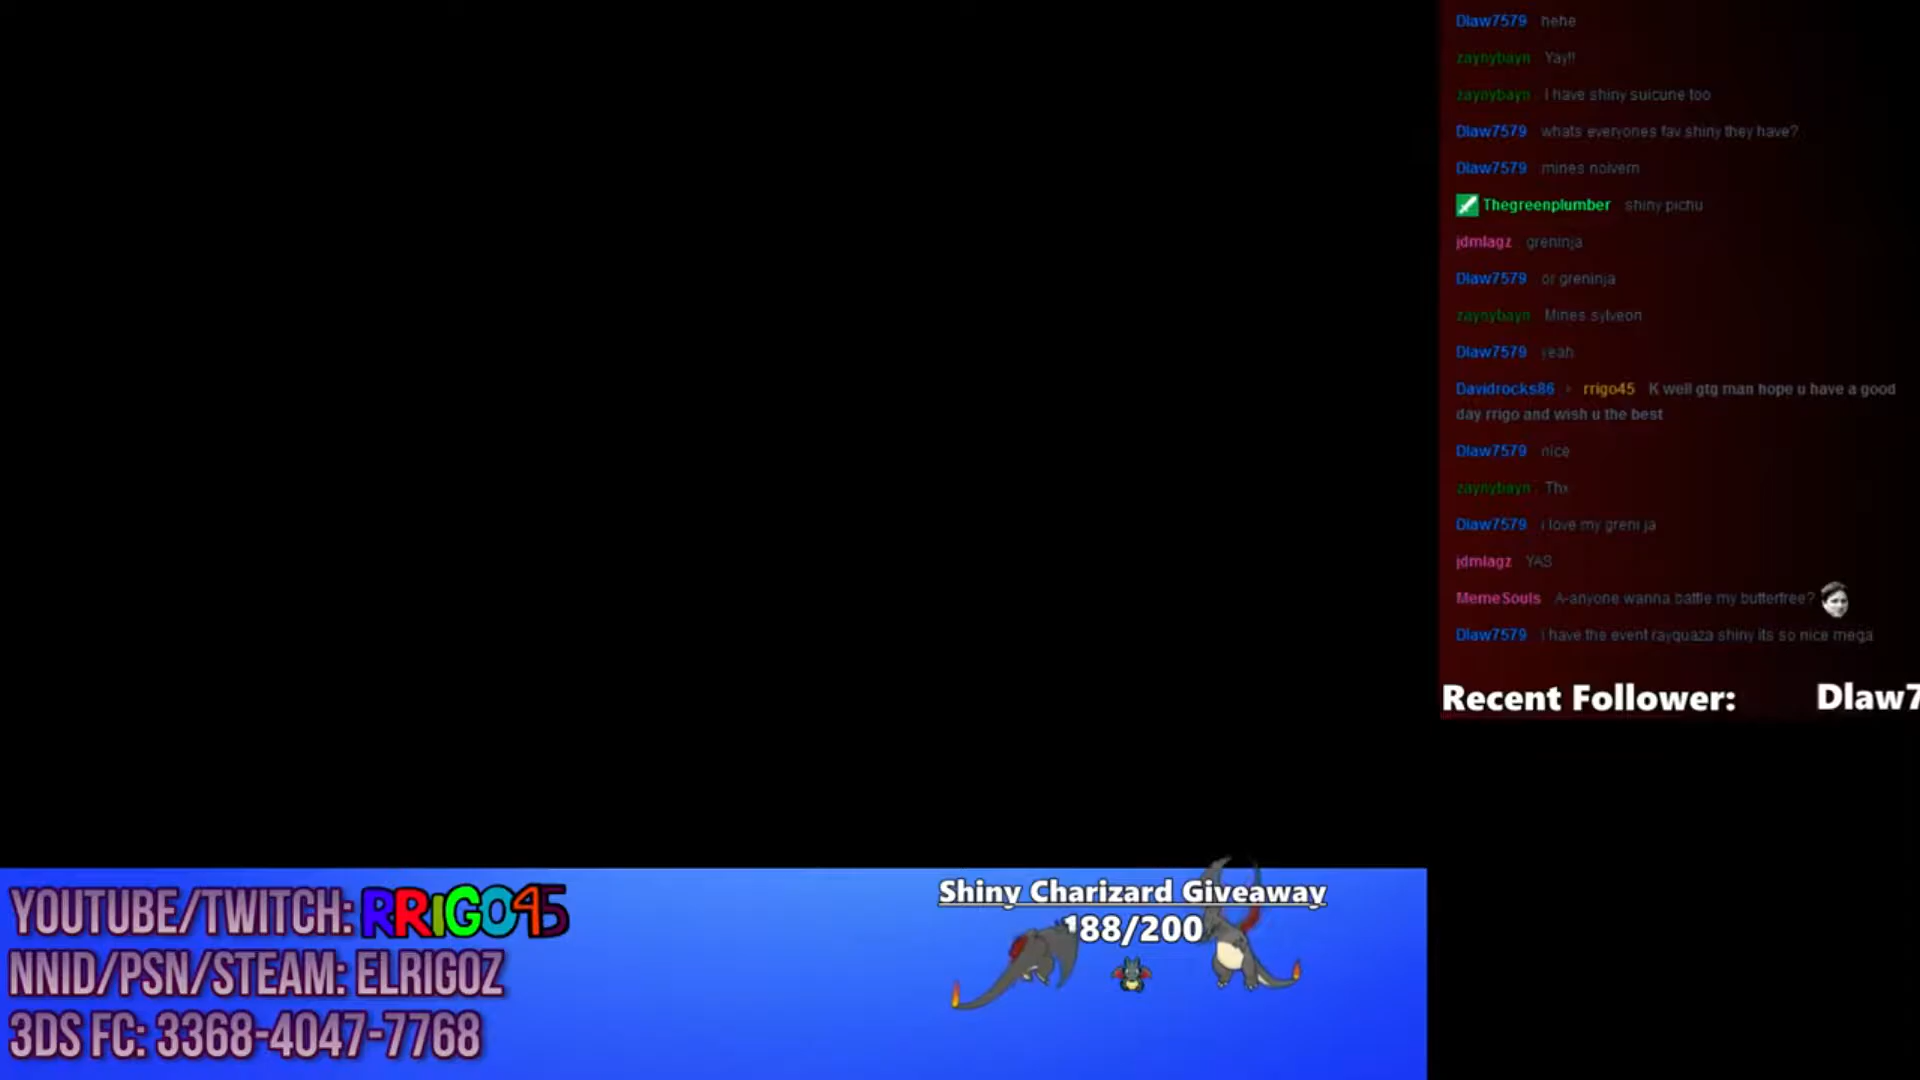 Dlaw7579 hehe
zaynybayn Yay!!
zaynybayn I have shiny suicune too
Dlaw7579 whats everyones fav shiny they have?
Dlaw7579 mines noivern
Thegreenplumber shiny pichu
jdmlagz greninja
Dlaw7579 or greninja
zaynybayn Mines sylveon
Dlaw7579 yeah
Davidrocks86 > rrigo45 K well gtg man hope u have a good
day rrigo and wish u the best
Dlaw7579 nice
zaynybayn Thx
Dlaw7579 i love my greni ja
jdmlagz YAS
MemeSouls A-anyone wanna battle my butterfree?
Dlaw7579 i have the event rayquaza shiny its so nice mega
Recent Follower: Dlaw7
YOUTUBE/TWITCH: RRIGO45
NNID/PSN/STEAM: ELRIGOZ
3DS FC: 3368-4047-7768
Shiny Charizard Giveaway
188/200